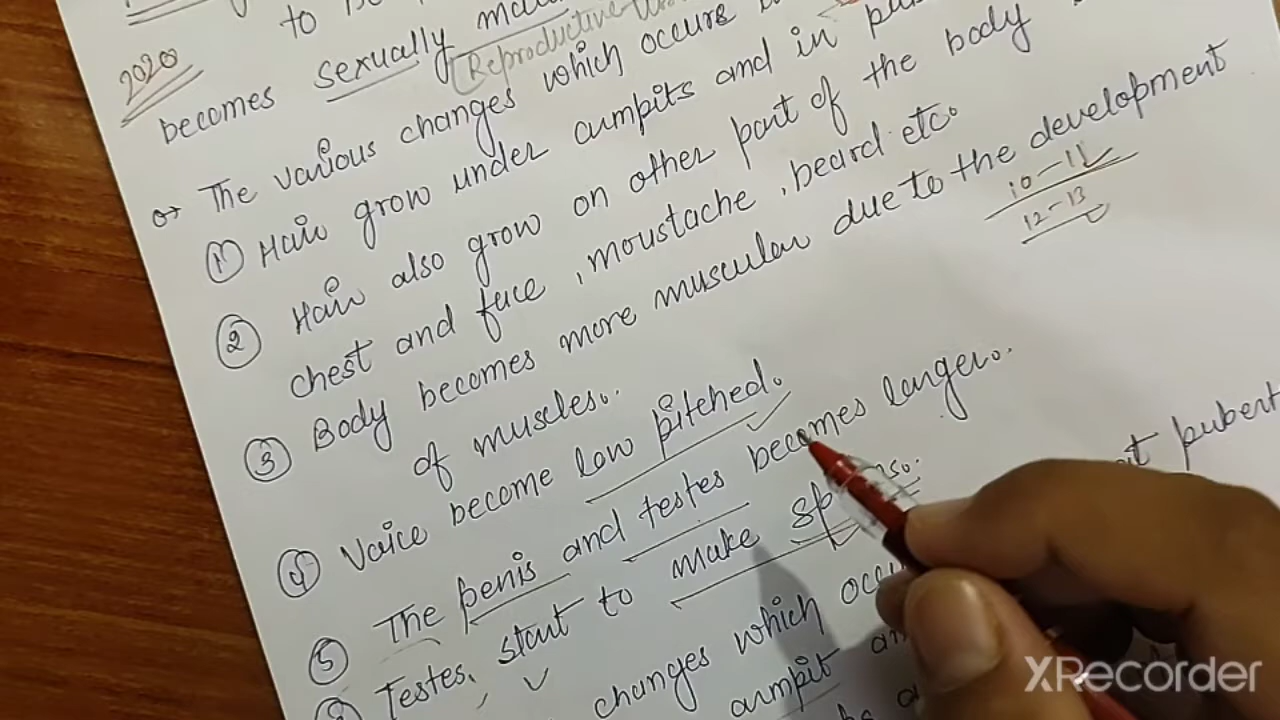 to
2020
becomes sexually
Reproductive
The various changes which occurs
① Hair grow under armpits and in
② Hair also grow on other part of the body
chest and face, moustache, beard etc.
10-11
12-13
③ Body becomes more muscular due to the development
of muscles.
④ Voice become low pitched.
⑤ The penis and testes becomes larger.
Testes, start to make
at pubert
changes which occu
armpit
XRecorder